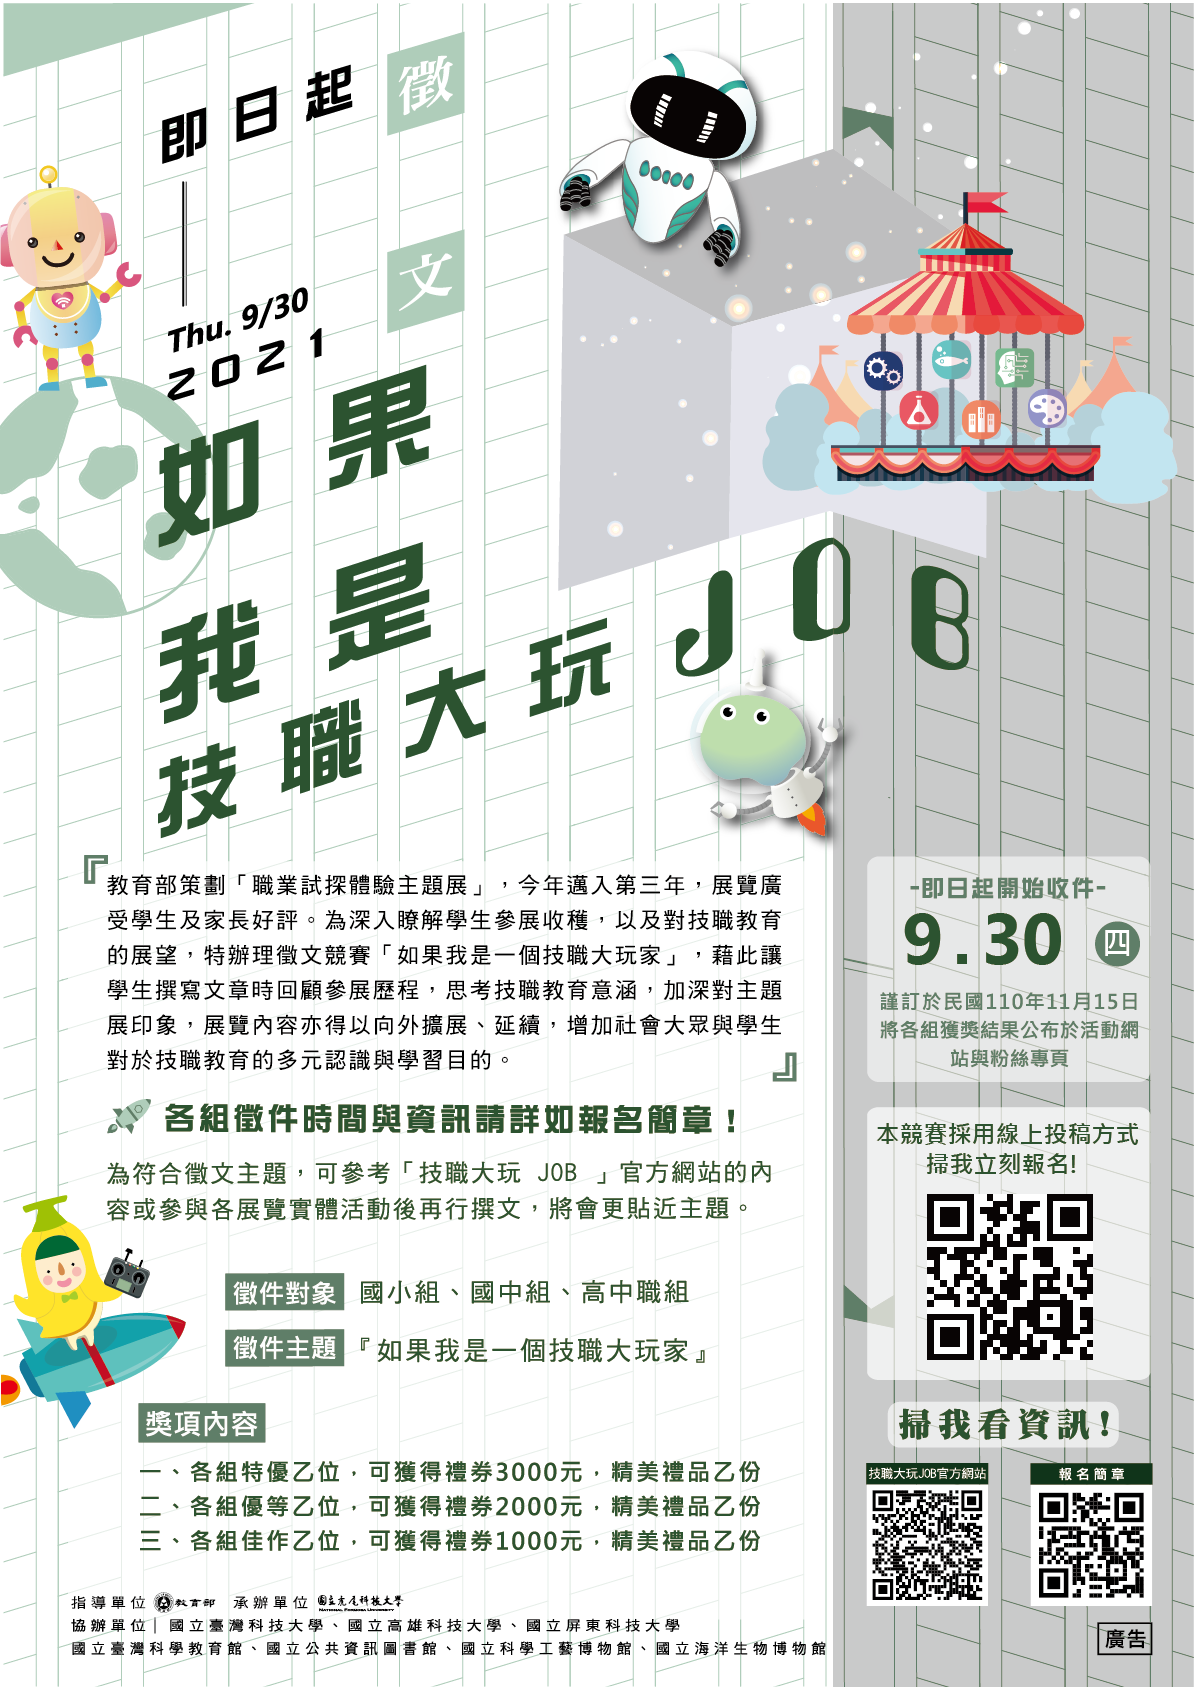 即日起
徵文
Thu. 9/30
2021
如果
我是
技職大玩JOB
『教育部策劃「職業試探體驗主題展」，今年邁入第三年，展覽廣
受學生及家長好評。為深入瞭解學生參展收穫，以及對技職教育
的展望，特辦理徵文競賽「如果我是一個技職大玩家」，藉此讓
學生撰寫文章時回顧參展歷程，思考技職教育意涵，加深對主題
展印象，展覽內容亦得以向外擴展、延續，增加社會大眾與學生
對於技職教育的多元認識與學習目的。』
各組徵件時間與資訊請詳如報名簡章！
為符合徵文主題，可參考「技職大玩 JOB 」官方網站的內
容或參與各展覽實體活動後再行撰文，將會更貼近主題。
徵件對象 國小組、國中組、高中職組
徵件主題 『如果我是一個技職大玩家』
獎項內容
一、各組特優乙位，可獲得禮券3000元，精美禮品乙份
二、各組優等乙位，可獲得禮券2000元，精美禮品乙份
三、各組佳作乙位，可獲得禮券1000元，精美禮品乙份
指導單位 教育部 承辦單位 國立虎尾科技大學
NATIONAL FORMOSA UNIVERSITY
協辦單位| 國立臺灣科技大學、國立高雄科技大學、國立屏東科技大學
國立臺灣科學教育館、國立公共資訊圖書館、國立科學工藝博物館、國立海洋生物博物館
-即日起開始收件-
9.30 四
謹訂於民國110年11月15日
將各組獲獎結果公布於活動網
站與粉絲專頁
本競賽採用線上投稿方式
掃我立刻報名!
掃我看資訊!
技職大玩JOB官方網站
報名簡章
廣告